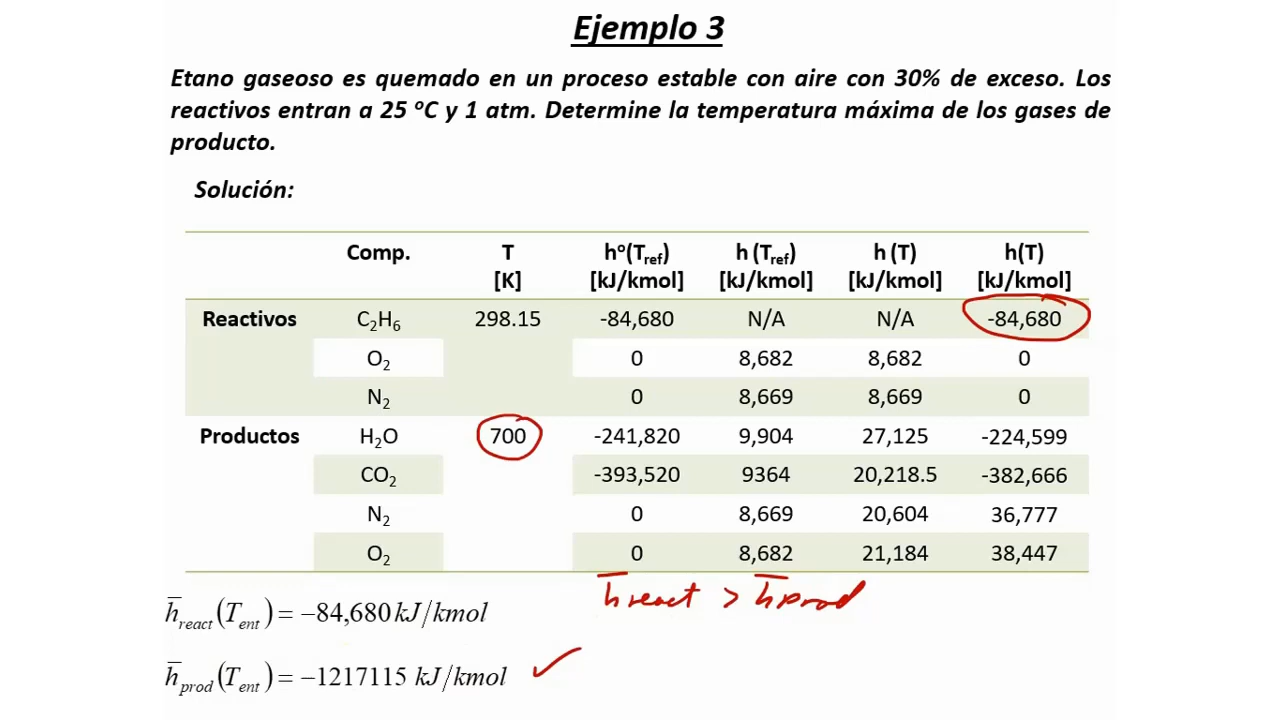 Ejemplo 3
Etano gaseoso es quemado en un proceso estable con aire con 30% de exceso. Los
reactivos entran a 25 ºC y 1 atm. Determine la temperatura máxima de los gases de
producto.
Solución:
Comp. T hº(Tref) h (Tref) h (T) h(T)
[K] [kJ/kmol] [kJ/kmol] [kJ/kmol] [kJ/kmol]
Reactivos C2H6 298.15 -84,680 N/A N/A -84,680
O2 0 8,682 8,682 0
N2 0 8,669 8,669 0
Productos H2O 700 -241,820 9,904 27,125 -224,599
CO2 -393,520 9364 20,218.5 -382,666
N2 0 8,669 20,604 36,777
O2 0 8,682 21,184 38,447
h̅ react > h̅ prod
h̅react(Tent) = −84,680 kJ/kmol
h̅prod(Tent) = −1217115 kJ/kmol